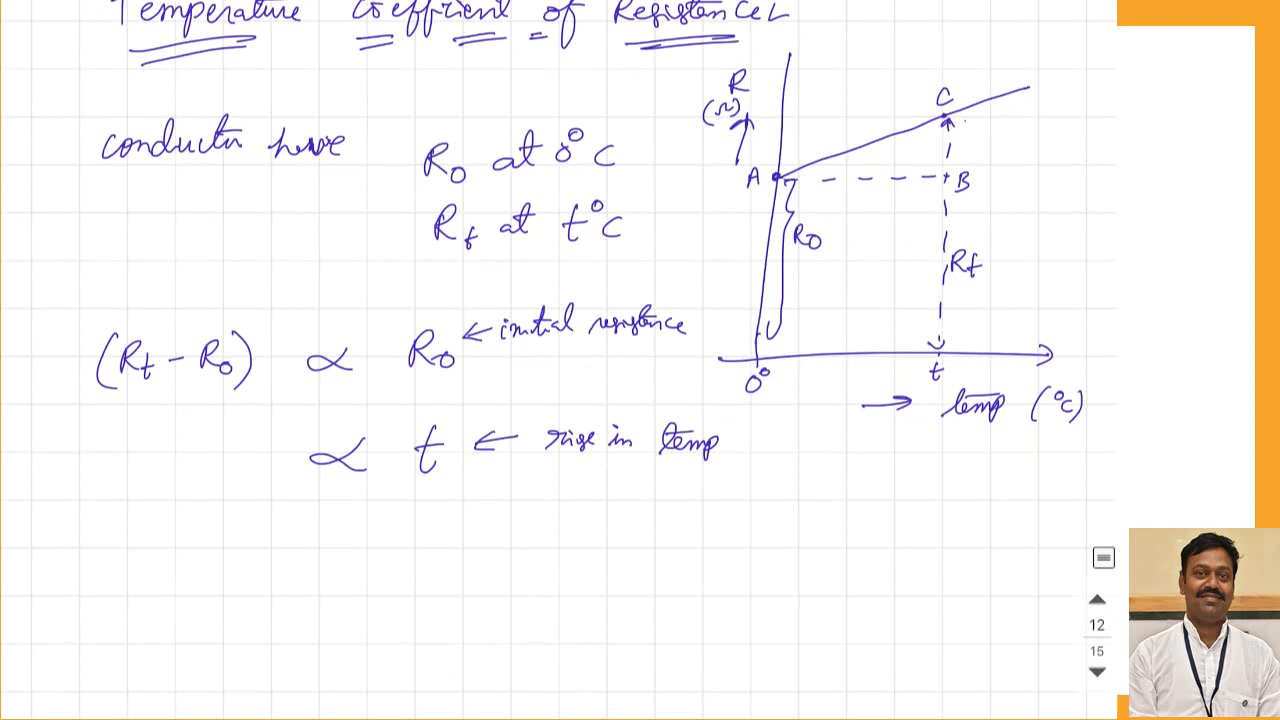 Temperature Coefficient of Resistance
conductor have
R₀ at 0°C
Rt at t°C
(Rt - R₀) ∝ R₀ ← initial resistance
∝ t ← rise in temp
R
(Ω)
A
C
B
R₀
Rt
0°
t
→ temp (°C)
12
15